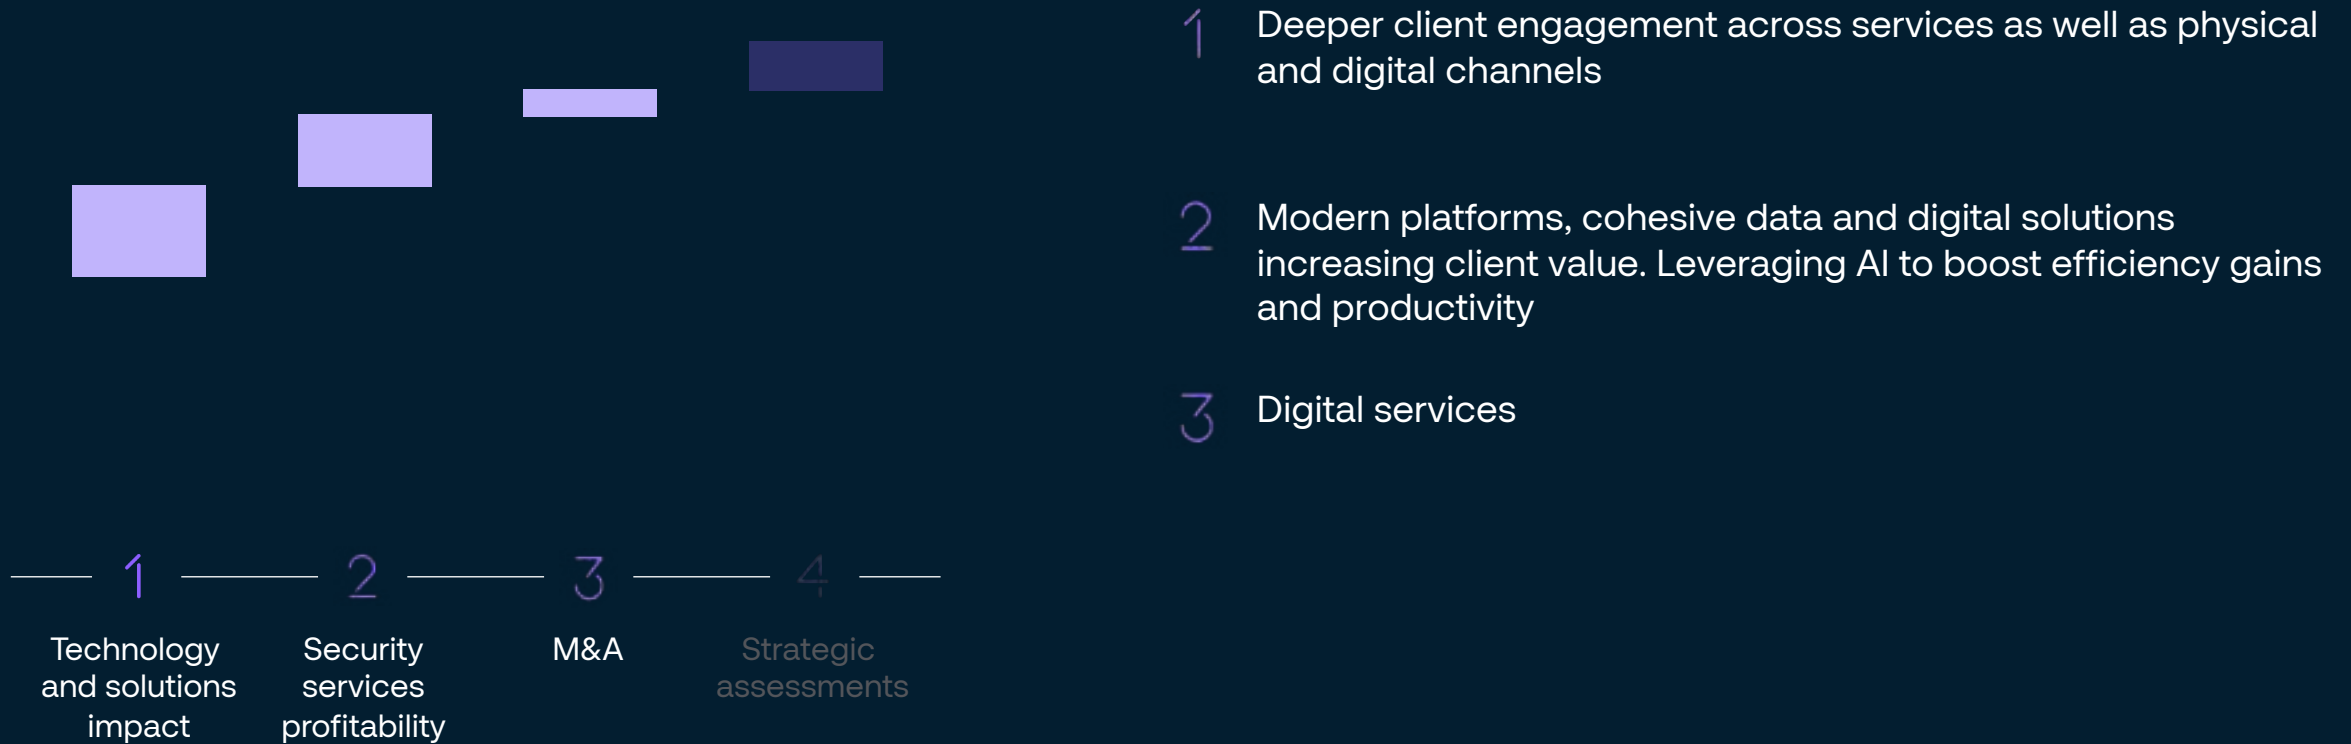 1
Deeper client engagement across services as well as physical
and digital channels
2
Modern platforms, cohesive data and digital solutions
increasing client value. Leveraging AI to boost efficiency gains
and productivity
3
Digital services
1
2
3
4
Technology
and solutions
impact
Security
services
profitability
M&A
Strategic
assessments